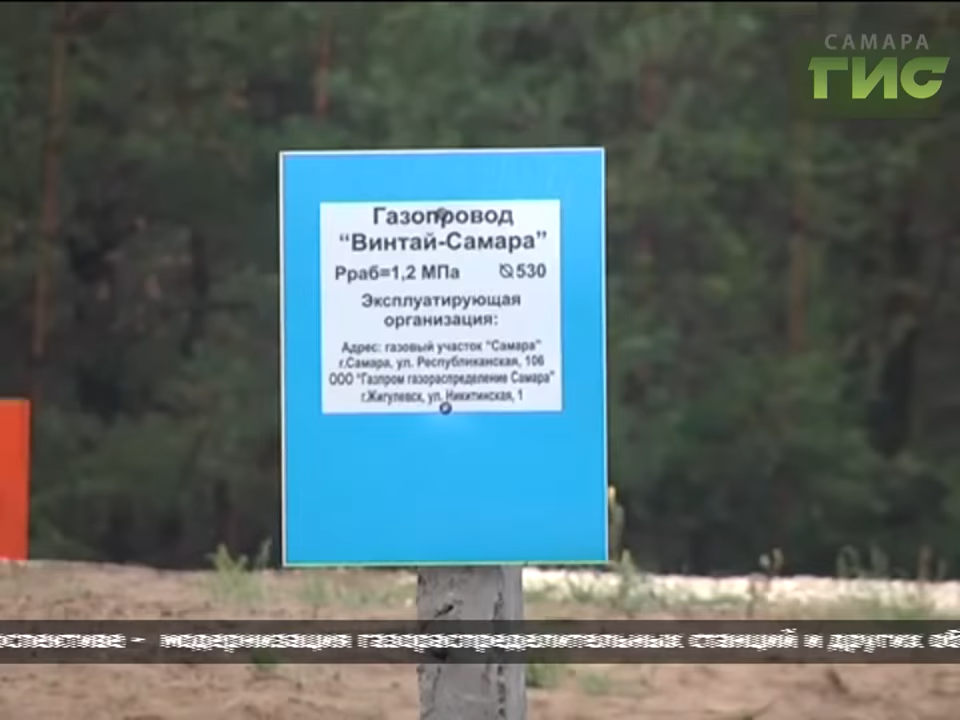 САМАРА
ГИС
Газопровод
“Винтай-Самара”
Рраб=1,2 МПа ⌀530
Эксплуатирующая
организация:
Адрес: газовый участок “Самара”
г.Самара, ул. Республиканская, 106
ООО “Газпром газораспределение Самара”
г.Жигулевск, ул. Никитинская, 1
- модернизация газораспределительных станций и других